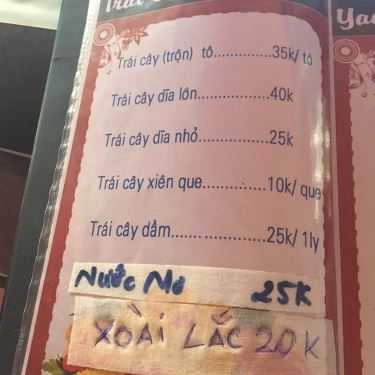 Trái cây (trộn) tô..............35k/ tô
Trái cây dĩa lớn................40k
Trái cây dĩa nhỏ...............25k
Trái cây xiên que..............10k/ que
Trái cây dầm....................25k/ 1ly
Nước Mơ 25K
XOÀI LẮC 20K